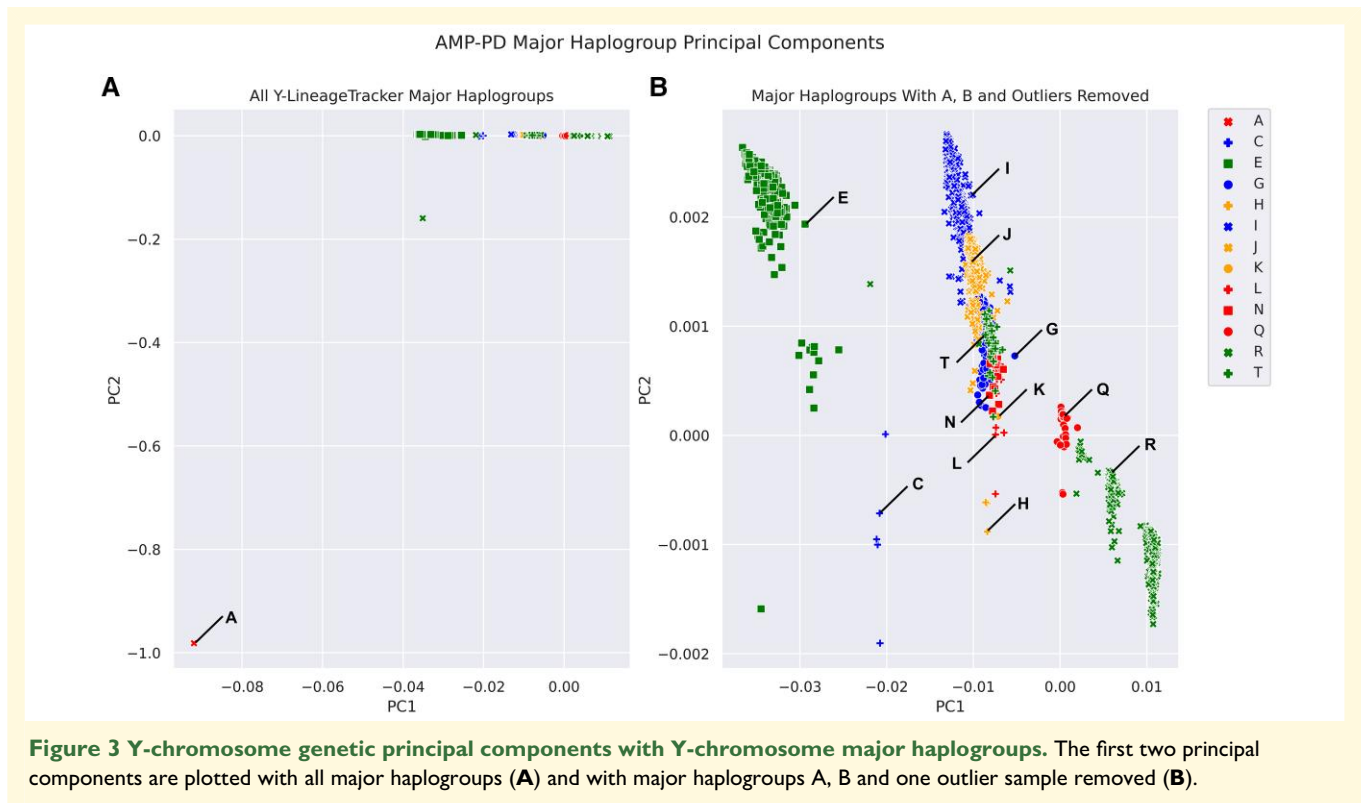 AMP-PD Major Haplogroup Principal Components
A
All Y-LineageTracker Major Haplogroups
0.0
−0.2
−0.4
−0.6
−0.8
−1.0
PC2
A
−0.08
−0.06
−0.04
−0.02
0.00
PC1
B
Major Haplogroups With A, B and Outliers Removed
0.002
0.001
0.000
−0.001
−0.002
PC2
I
E
J
G
T
K
Q
N
R
L
C
H
−0.03
−0.02
−0.01
0.00
0.01
PC1
A
C
E
G
H
I
J
K
L
N
Q
R
T
Figure 3 Y-chromosome genetic principal components with Y-chromosome major haplogroups. The first two principal
components are plotted with all major haplogroups (A) and with major haplogroups A, B and one outlier sample removed (B).